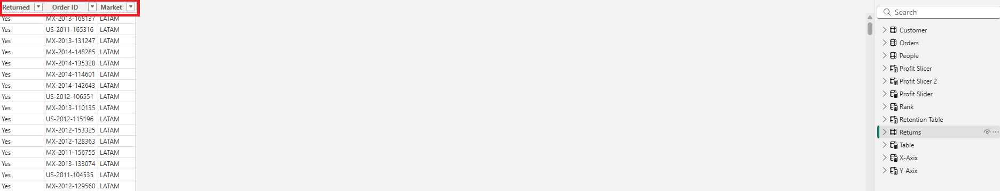 Returned Order ID Market
Yes MX-2013-168137 LATAM
Yes US-2011-165316 LATAM
Yes MX-2013-131247 LATAM
Yes MX-2014-148285 LATAM
Yes MX-2014-135328 LATAM
Yes MX-2014-114601 LATAM
Yes MX-2014-142643 LATAM
Yes US-2012-106551 LATAM
Yes MX-2013-110135 LATAM
Yes US-2012-115196 LATAM
Yes MX-2012-153325 LATAM
Yes MX-2012-128363 LATAM
Yes MX-2011-156755 LATAM
Yes MX-2013-133074 LATAM
Yes US-2011-104535 LATAM
Yes MX-2012-129560 LATAM
Search
Customer
Orders
People
Profit Slicer
Profit Slicer 2
Profit Slider
Rank
Retention Table
Returns
Table
X-Axix
Y-Axix